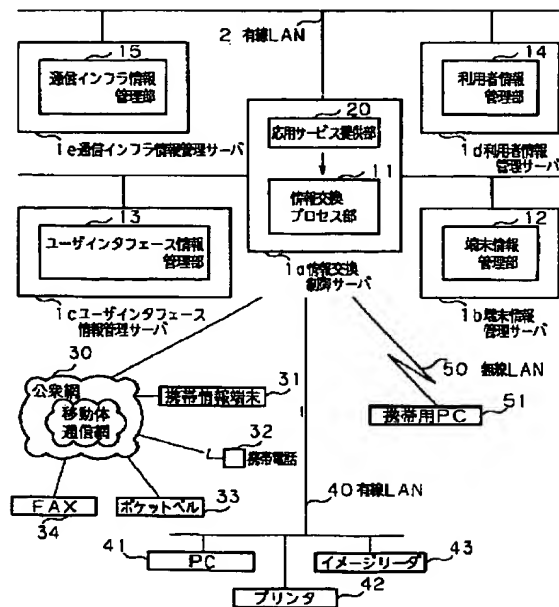 2 有線LAN
15
通信インフラ情報
管理部
1e通信インフラ情報管理サーバ
14
利用者情報
管理部
1d利用者情報
管理サーバ
20
応用サービス提供部
11
情報交換
プロセス部
1a情報交換
制御サーバ
13
ユーザインタフェース情報
管理部
1cユーザインタフェース
情報管理サーバ
12
端末情報
管理部
1b端末情報
管理サーバ
30
公衆網
移動体
通信網
31
携帯情報端末
32
携帯電話
33
ポケットベル
FAX
34
50 無線LAN
51
携帯用PC
40 有線LAN
41
PC
43
イメージリーダ
プリンタ
42